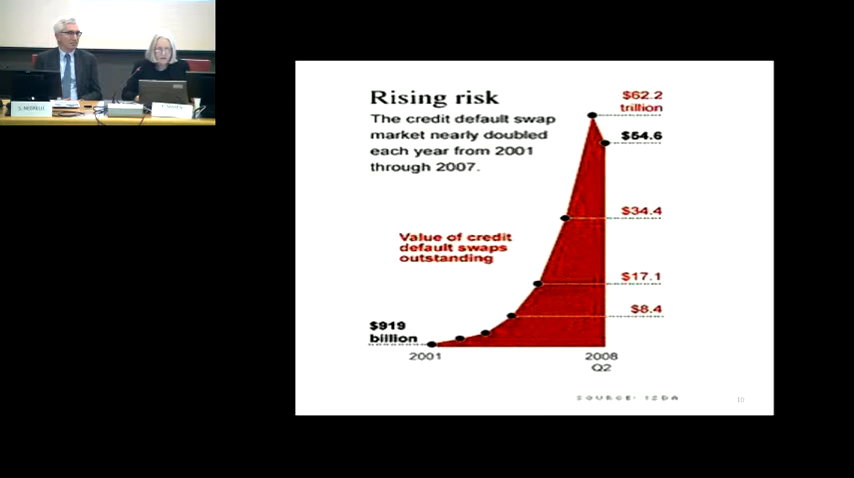 Rising risk
The credit default swap
market nearly doubled
each year from 2001
through 2007.
$62.2
trillion
$54.6
$34.4
Value of credit
default swaps
outstanding
$17.1
$8.4
$919
billion
2001
2008
Q2
SOURCE: ISDA
10